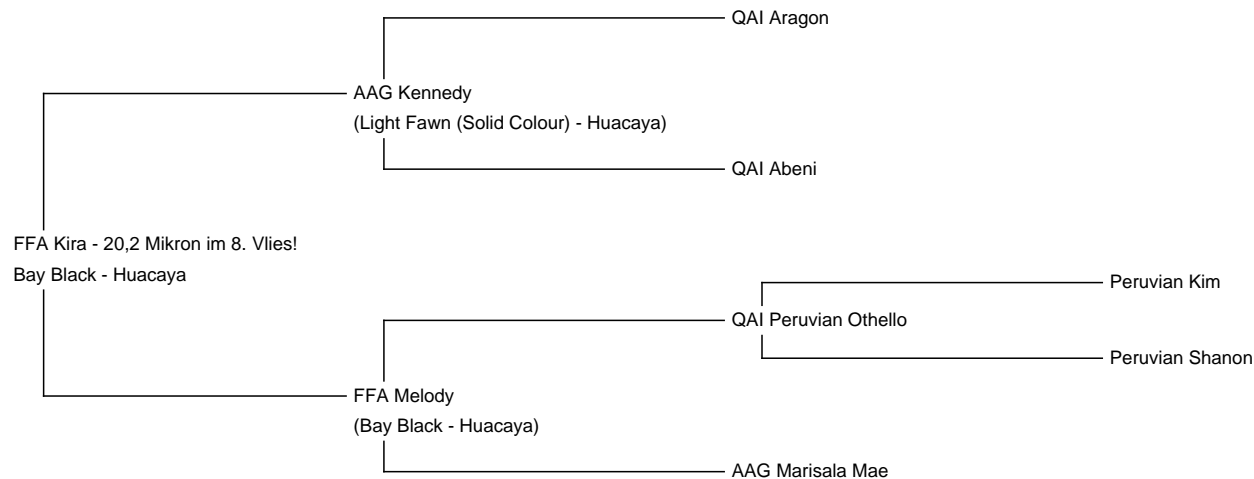 QAI Aragon
AAG Kennedy
(Light Fawn (Solid Colour) - Huacaya)
QAI Abeni
FFA Kira - 20,2 Mikron im 8. Vlies!
Bay Black - Huacaya
Peruvian Kim
QAI Peruvian Othello
Peruvian Shanon
FFA Melody
(Bay Black - Huacaya)
AAG Marisala Mae